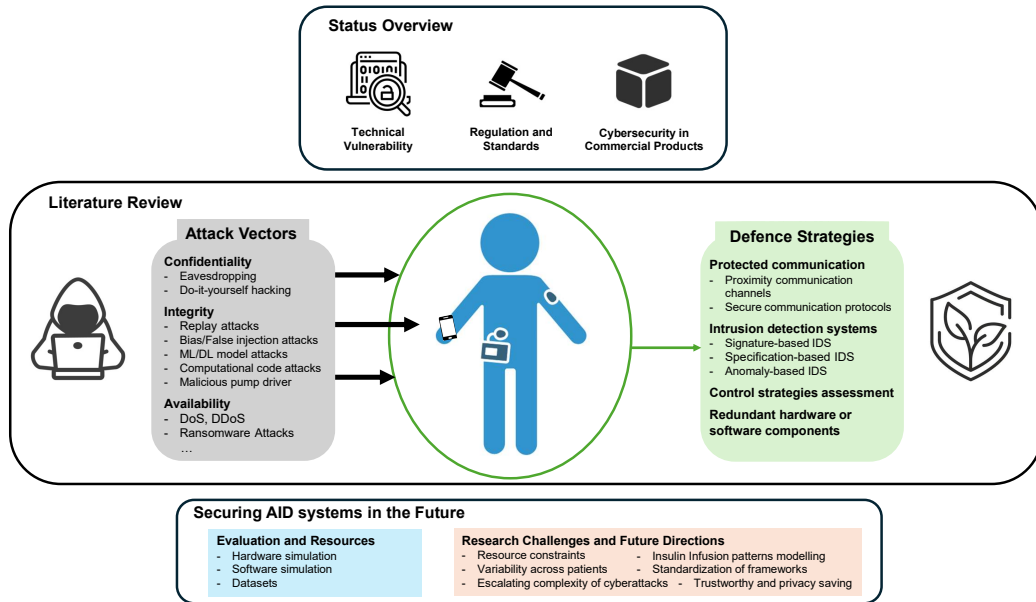 Status Overview
Technical
Vulnerability
Regulation and
Standards
Cybersecurity in
Commercial Products
Literature Review
Attack Vectors
Confidentiality
- Eavesdropping
- Do-it-yourself hacking
Integrity
- Replay attacks
- Bias/False injection attacks
- ML/DL model attacks
- Computational code attacks
- Malicious pump driver
Availability
- DoS, DDoS
- Ransomware Attacks
...
Defence Strategies
Protected communication
- Proximity communication
channels
- Secure communication protocols
Intrusion detection systems
- Signature-based IDS
- Specification-based IDS
- Anomaly-based IDS
Control strategies assessment
Redundant hardware or
software components
Securing AID systems in the Future
Evaluation and Resources
- Hardware simulation
- Software simulation
- Datasets
Research Challenges and Future Directions
- Resource constraints
- Variability across patients
- Escalating complexity of cyberattacks
- Insulin Infusion patterns modelling
- Standardization of frameworks
- Trustworthy and privacy saving